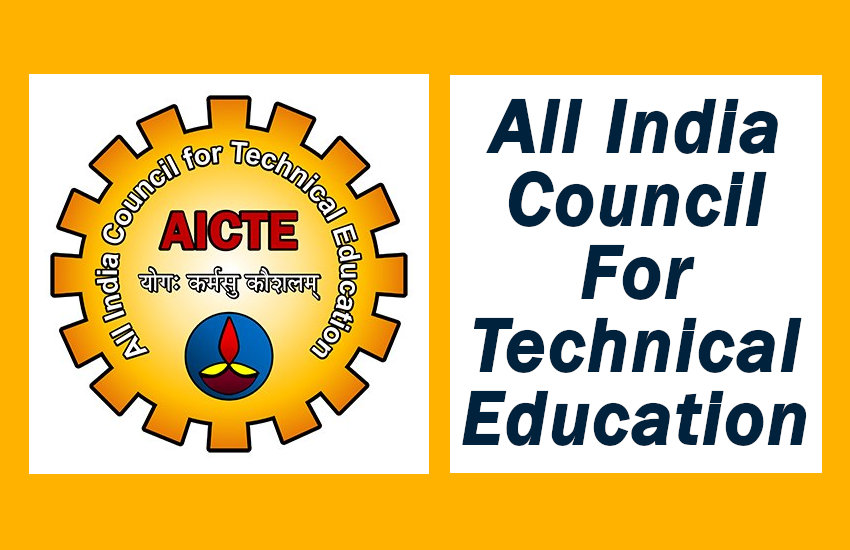 All India Council for Technical Education
AICTE
योगः कर्मसु कौशलम्
All India
Council
For
Technical
Education